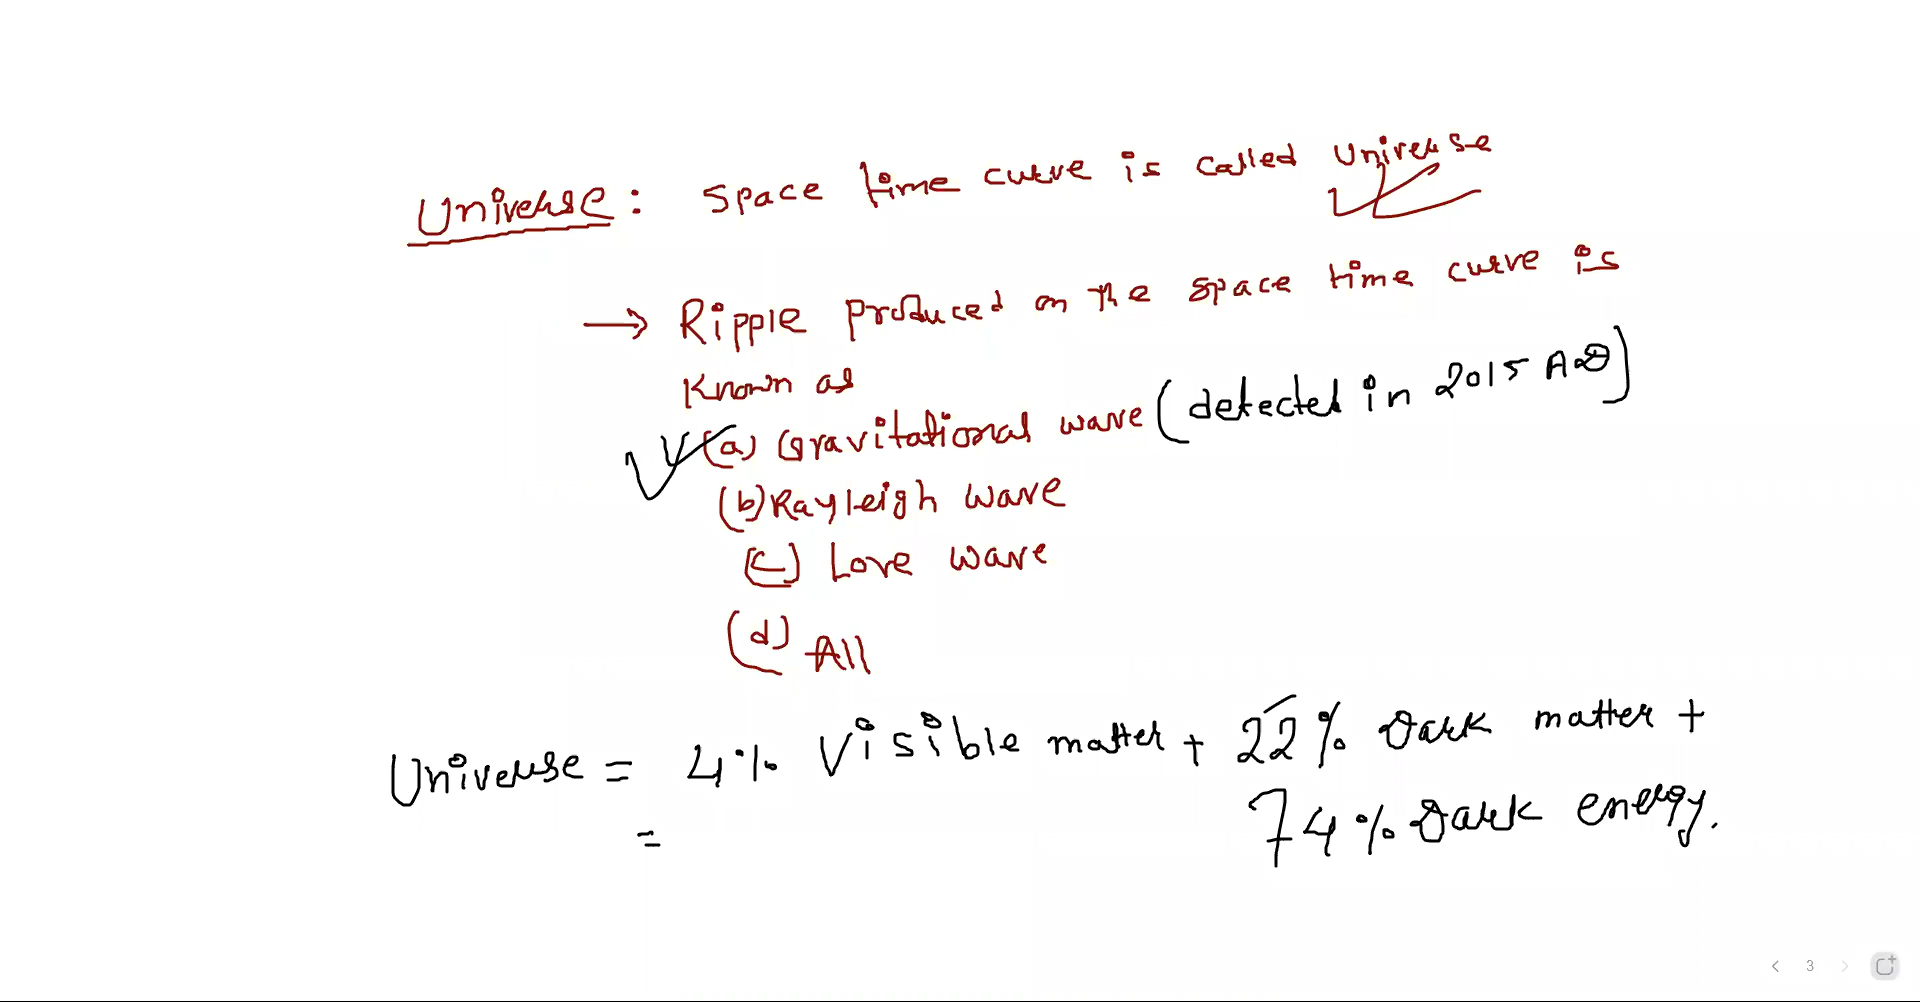 Universe : Space time curve is called Universe
→ Ripple produced on the space time curve is
known as
(a) Gravitational wave (detected in 2015 AD)
(b) Rayleigh wave
(c) Love wave
(d) All
Universe = 4% Visible matter + 22% Dark matter +
= 74% Dark energy.
3